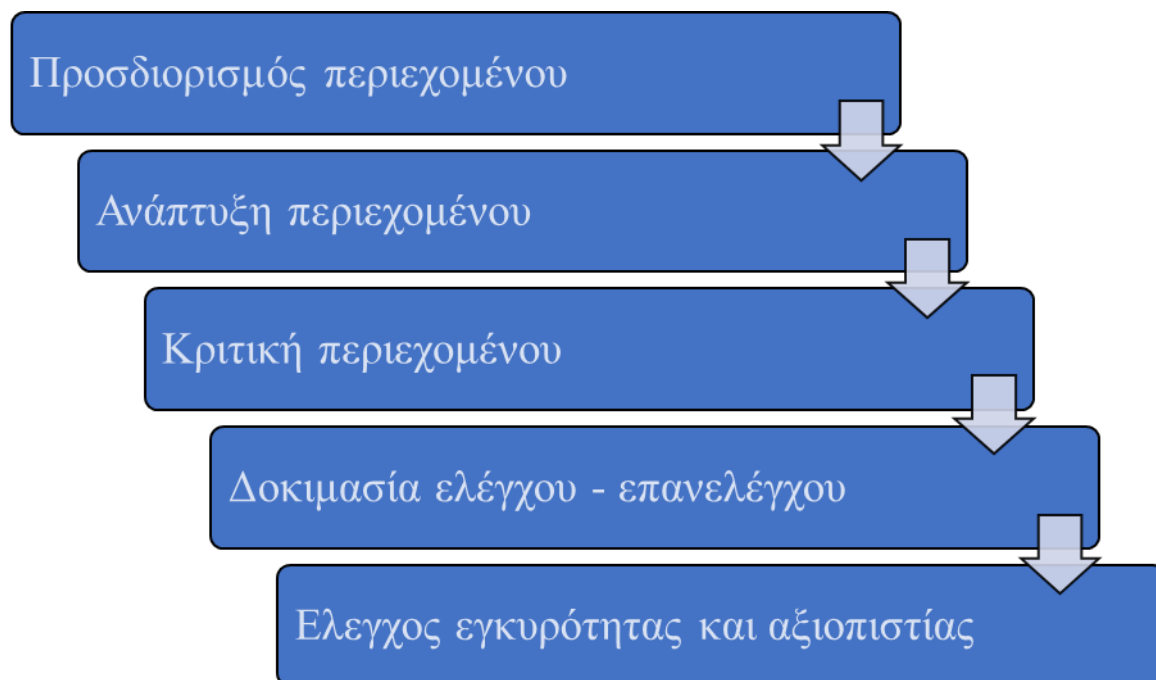 Προσδιορισμός περιεχομένου
Ανάπτυξη περιεχομένου
Κριτική περιεχομένου
Δοκιμασία ελέγχου - επανελέγχου
Ελεγχος εγκυρότητας και αξιοπιστίας